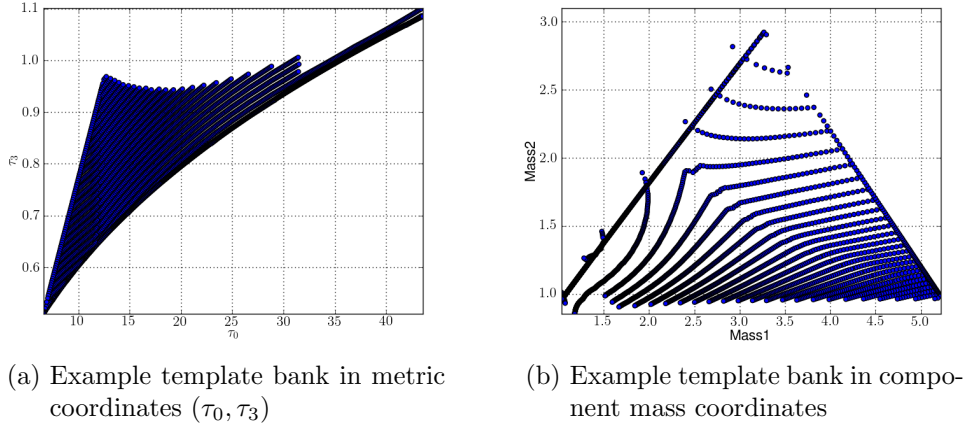 1.1
1.0
0.9
0.8
0.7
0.6
τ3
10 15 20 25 30 35 40
τ0
3.0
2.5
2.0
1.5
1.0
Mass2
1.5 2.0 2.5 3.0 3.5 4.0 4.5 5.0
Mass1
(a) Example template bank in metric
coordinates (τ0, τ3)
(b) Example template bank in compo-
nent mass coordinates